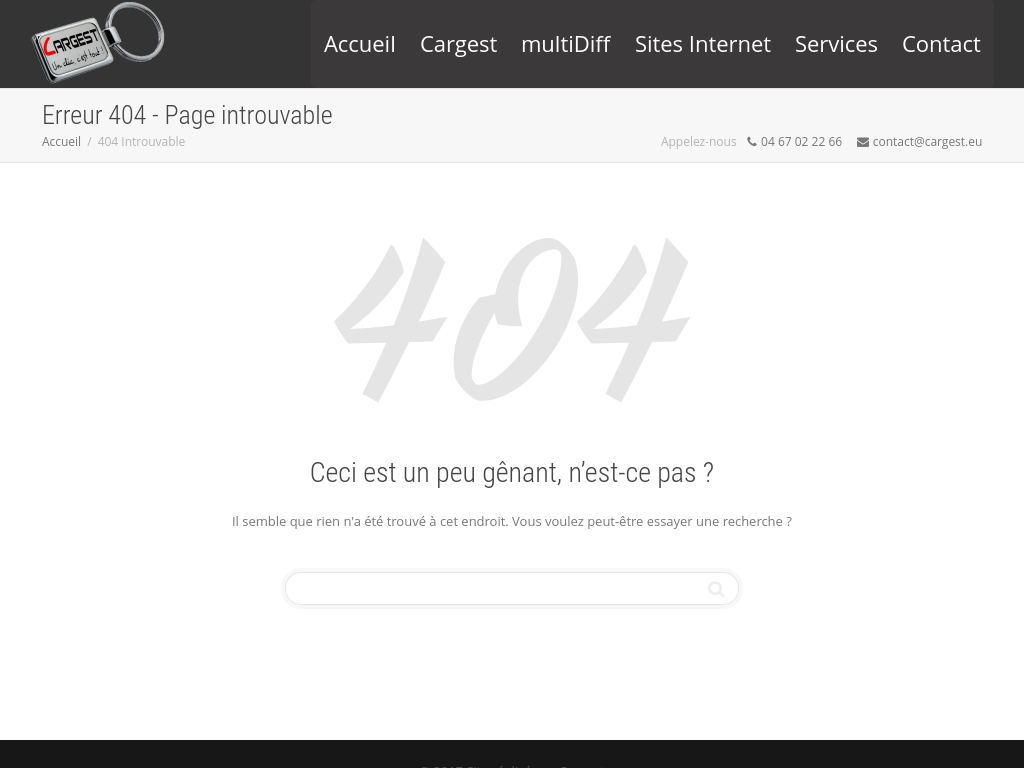 CARGEST
Un clic, c'est tout !
Accueil Cargest multiDiff Sites Internet Services Contact
Erreur 404 - Page introuvable
Accueil / 404 Introuvable
Appelez-nous 04 67 02 22 66 contact@cargest.eu
404
Ceci est un peu gênant, n’est-ce pas ?
Il semble que rien n'a été trouvé à cet endroit. Vous voulez peut-être essayer une recherche ?